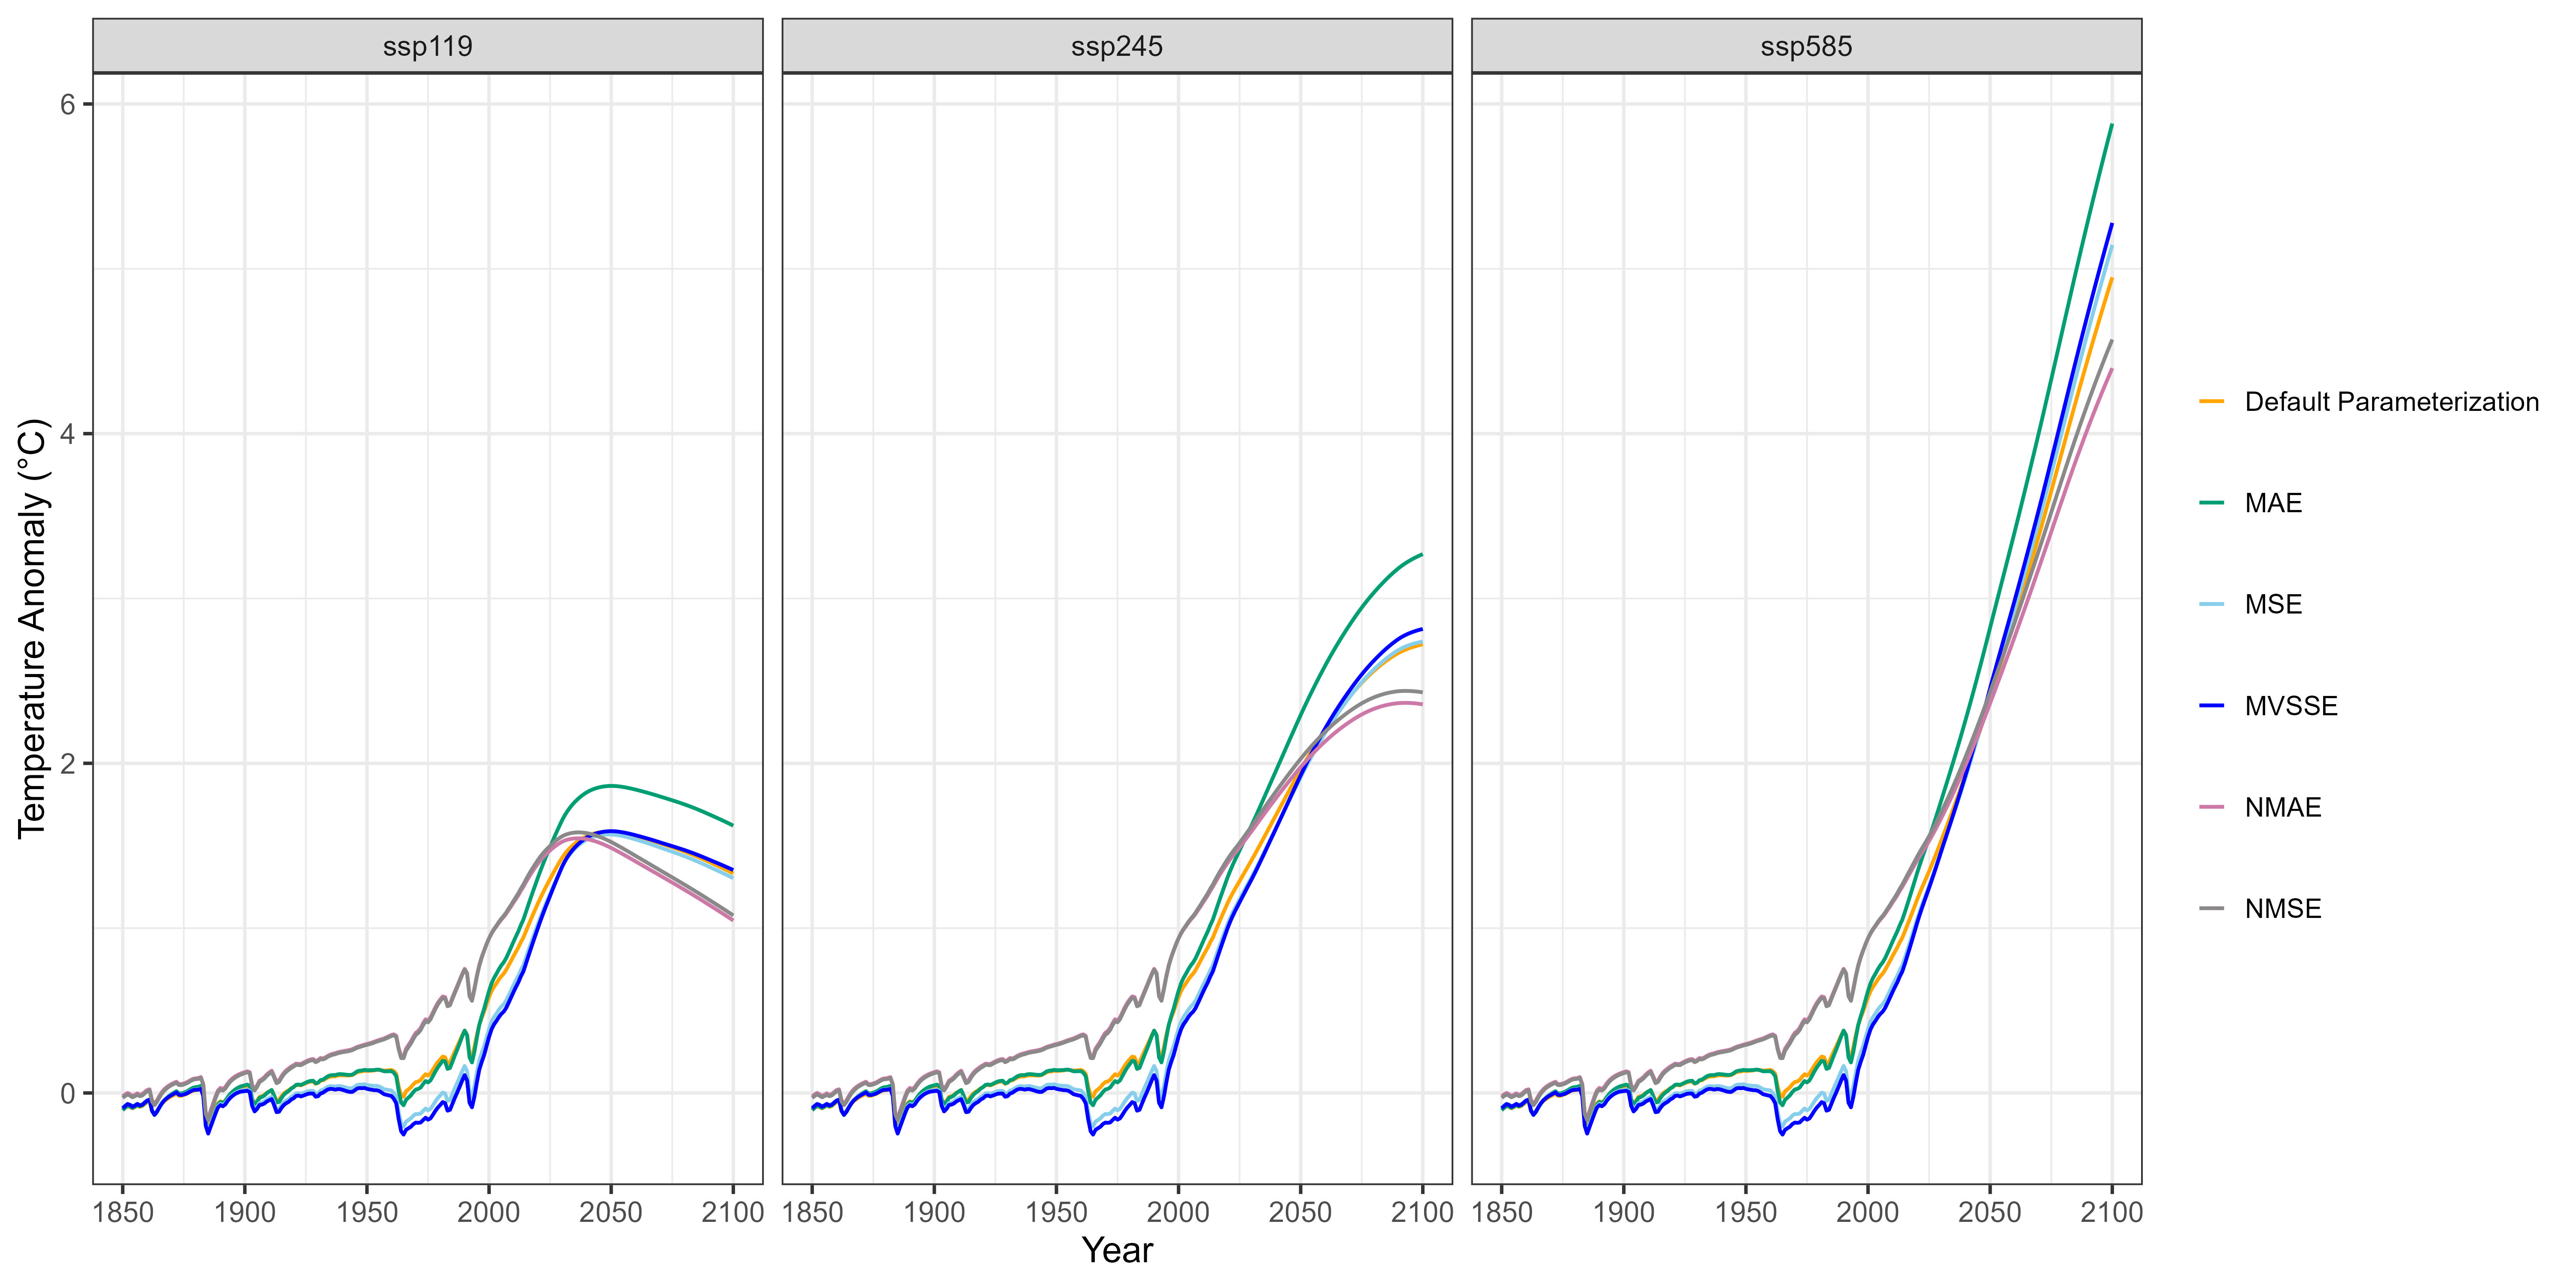 ssp119
ssp245
ssp585
6
4
2
0
Temperature Anomaly (°C)
1850 1900 1950 2000 2050 2100
1850 1900 1950 2000 2050 2100
1850 1900 1950 2000 2050 2100
Year
Default Parameterization
MAE
MSE
MVSSE
NMAE
NMSE